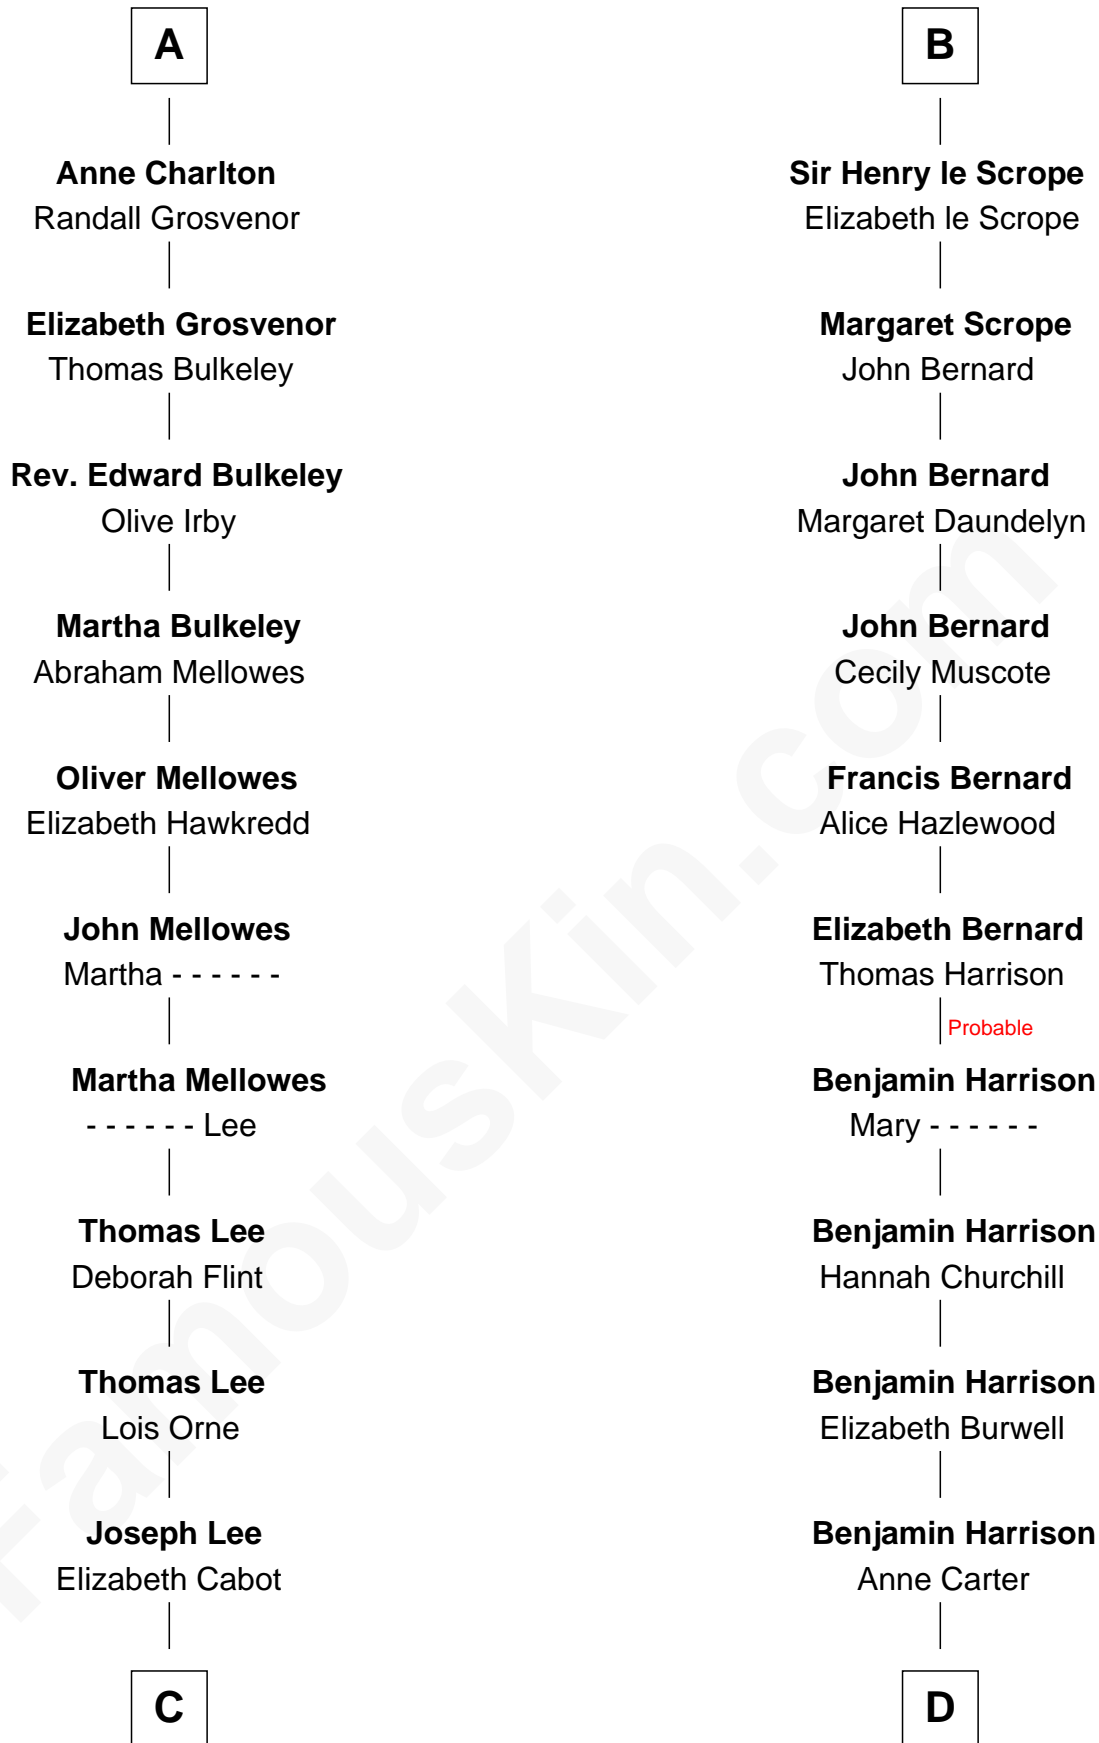 A
Anne Charlton
Randall Grosvenor
Elizabeth Grosvenor
Thomas Bulkeley
Rev. Edward Bulkeley
Olive Irby
Martha Bulkeley
Abraham Mellowes
Oliver Mellowes
Elizabeth Hawkredd
John Mellowes
Martha - - - - - -
Martha Mellowes
- - - - - - Lee
Thomas Lee
Deborah Flint
Thomas Lee
Lois Orne
Joseph Lee
Elizabeth Cabot
C
B
Sir Henry le Scrope
Elizabeth le Scrope
Margaret Scrope
John Bernard
John Bernard
Margaret Daundelyn
John Bernard
Cecily Muscote
Francis Bernard
Alice Hazlewood
Elizabeth Bernard
Thomas Harrison
Probable
Benjamin Harrison
Mary - - - - - -
Benjamin Harrison
Hannah Churchill
Benjamin Harrison
Elizabeth Burwell
Benjamin Harrison
Anne Carter
D
FamousKin.com